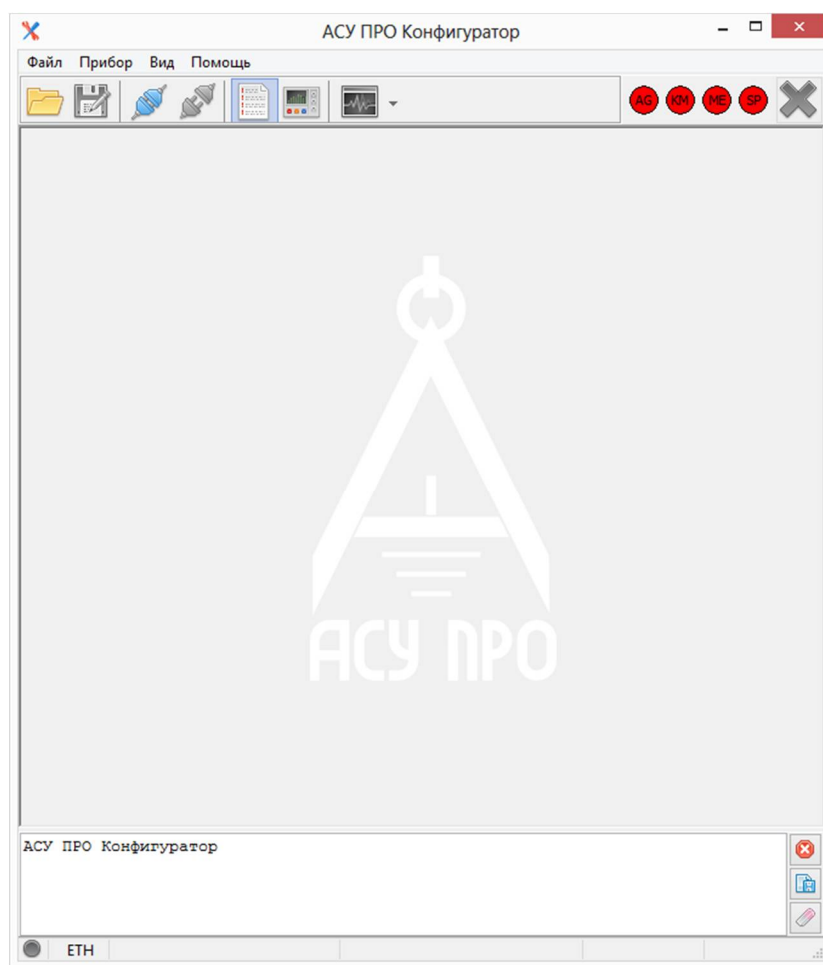 АСУ ПРО Конфигуратор
Файл Прибор Вид Помощь
AG KM ME SP
АСУ ПРО
АСУ ПРО Конфигуратор
ETH